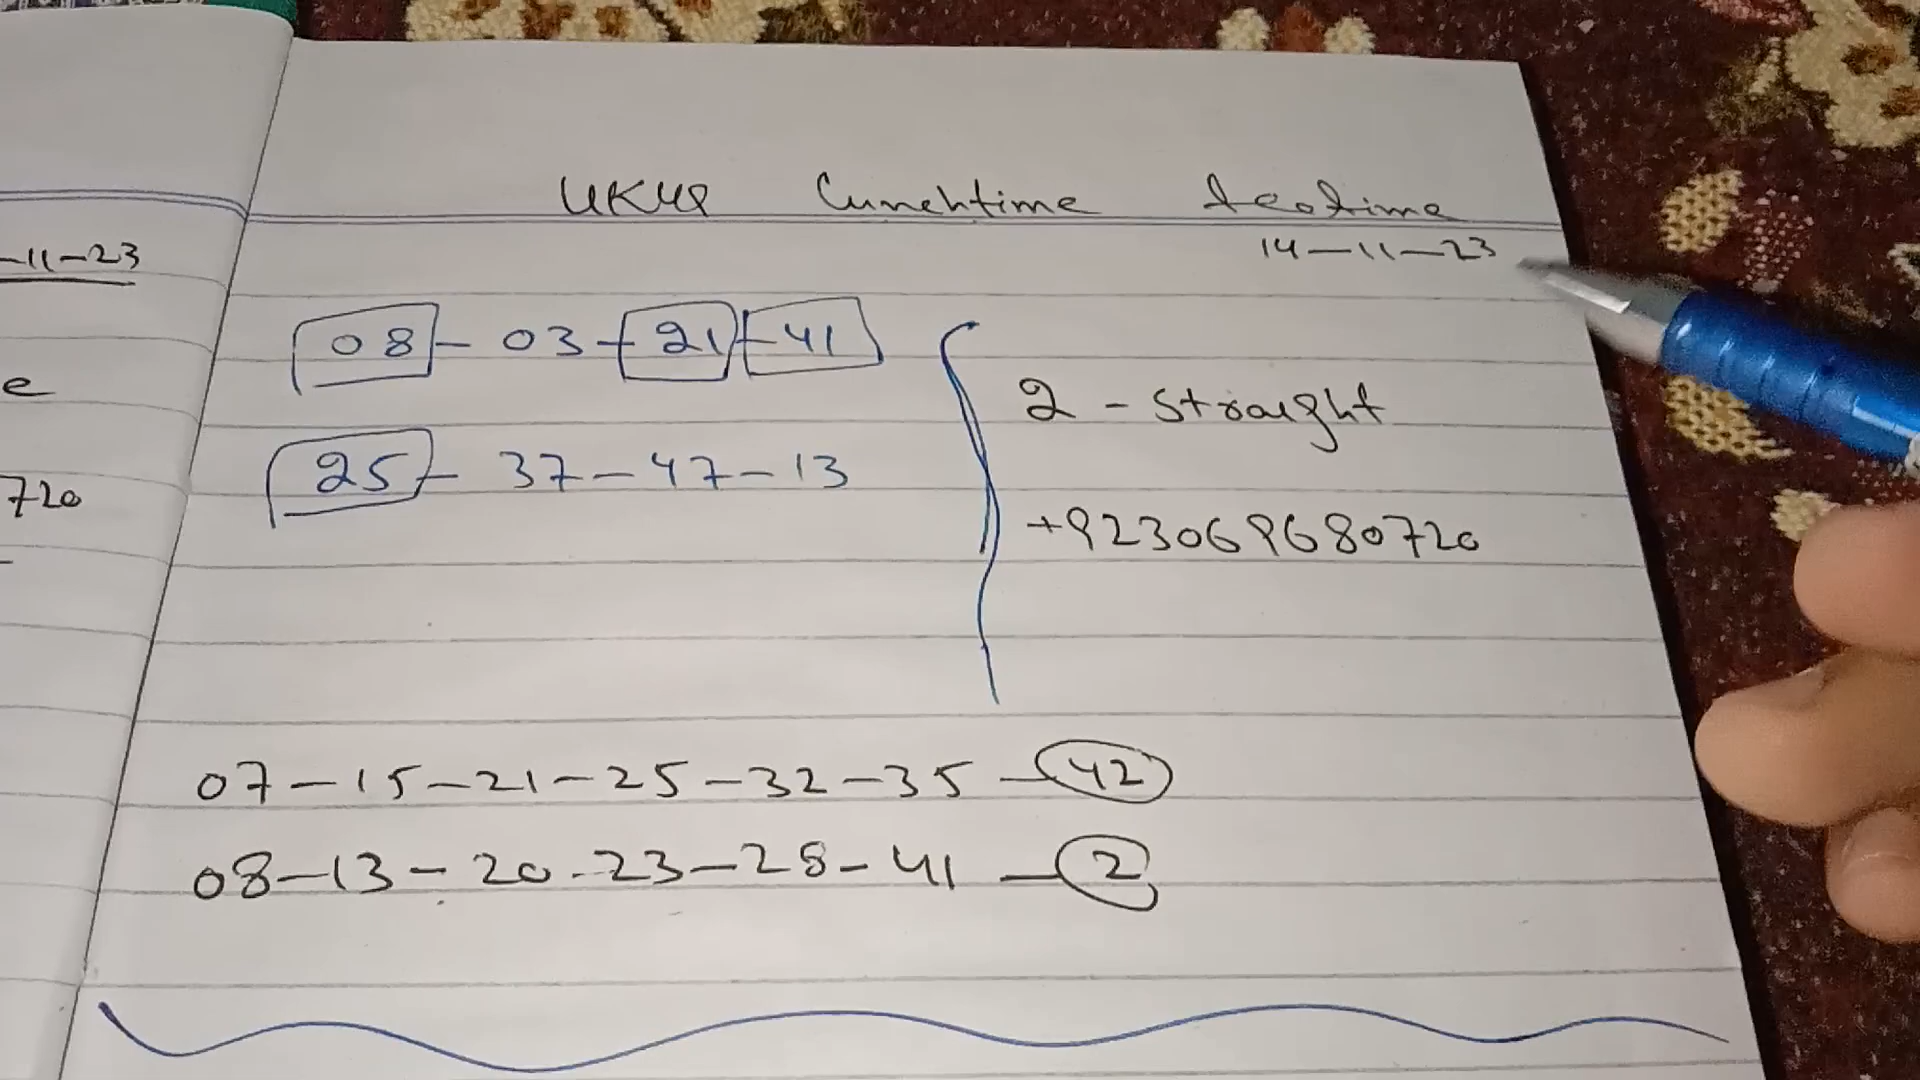 UK49 Lunchtime teatime
14-11-23
-11-23
08 - 03 - 21 - 41
e
2 - straight
25 - 37 - 47 - 13
720
+923069680720
07 - 15 - 21 - 25 - 32 - 35 - 42
08 - 13 - 20 - 23 - 28 - 41 - 2